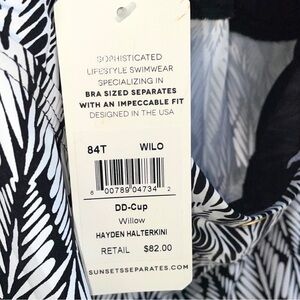 SOPHISTICATED
LIFESTYLE SWIMWEAR
SPECIALIZING IN
BRA SIZED SEPARATES
WITH AN IMPECCABLE FIT
DESIGNED IN THE USA
84T WILO
6 00789 04734 2
DD-Cup
Willow
HAYDEN HALTERKINI
RETAIL $82.00
SUNSETSSEPARATES.COM